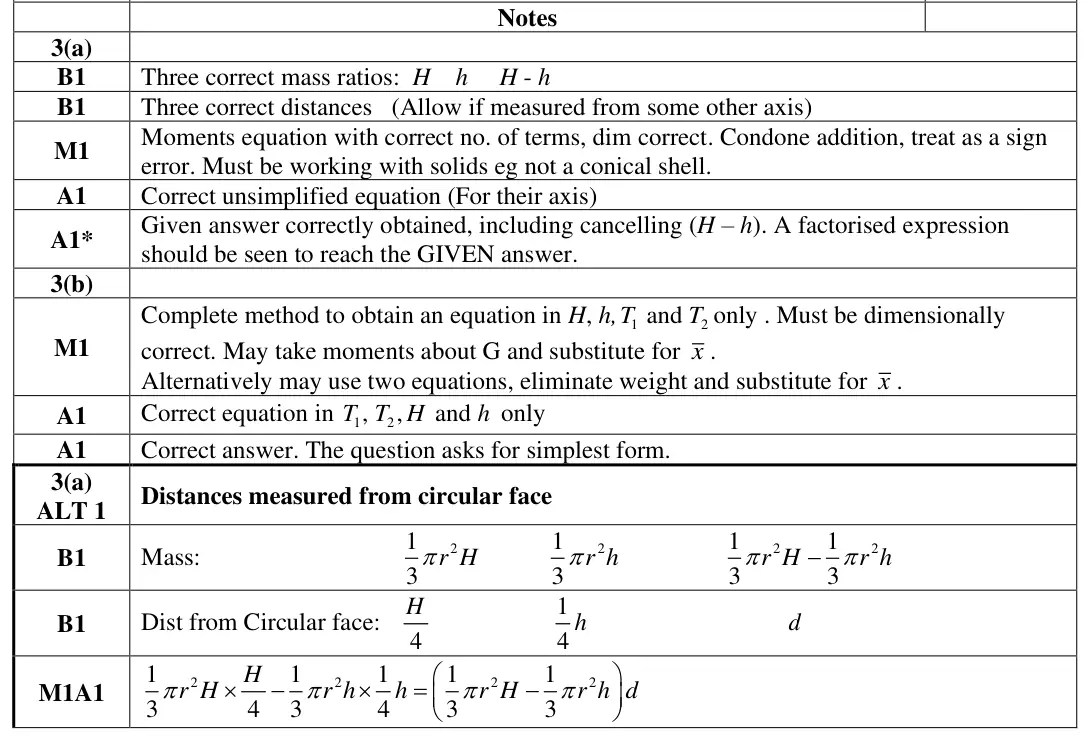 Notes
3(a)
B1 Three correct mass ratios: H h H - h
B1 Three correct distances (Allow if measured from some other axis)
M1 Moments equation with correct no. of terms, dim correct. Condone addition, treat as a sign
error. Must be working with solids eg not a conical shell.
A1 Correct unsimplified equation (For their axis)
A1* Given answer correctly obtained, including cancelling (H – h). A factorised expression
should be seen to reach the GIVEN answer.
3(b)
M1 Complete method to obtain an equation in H, h, T₁ and T₂ only . Must be dimensionally
correct. May take moments about G and substitute for x̄ .
Alternatively may use two equations, eliminate weight and substitute for x̄ .
A1 Correct equation in T₁, T₂, H and h only
A1 Correct answer. The question asks for simplest form.
3(a)
ALT 1 Distances measured from circular face
B1 Mass: 1/3 πr²H 1/3 πr²h 1/3 πr²H − 1/3 πr²h
B1 Dist from Circular face: H/4 1/4 h d
M1A1 1/3 πr²H × H/4 − 1/3 πr²h × 1/4 h = (1/3 πr²H − 1/3 πr²h) d